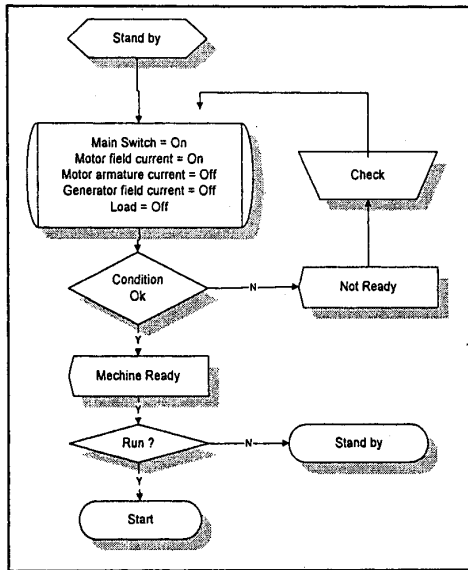 Stand by
Main Switch = On
Motor field current = On
Motor armature current = Off
Generator field current = Off
Load = Off
Check
Condition
Ok
N
Not Ready
Y
Mechine Ready
Y
Run ?
N
Stand by
Y
Start